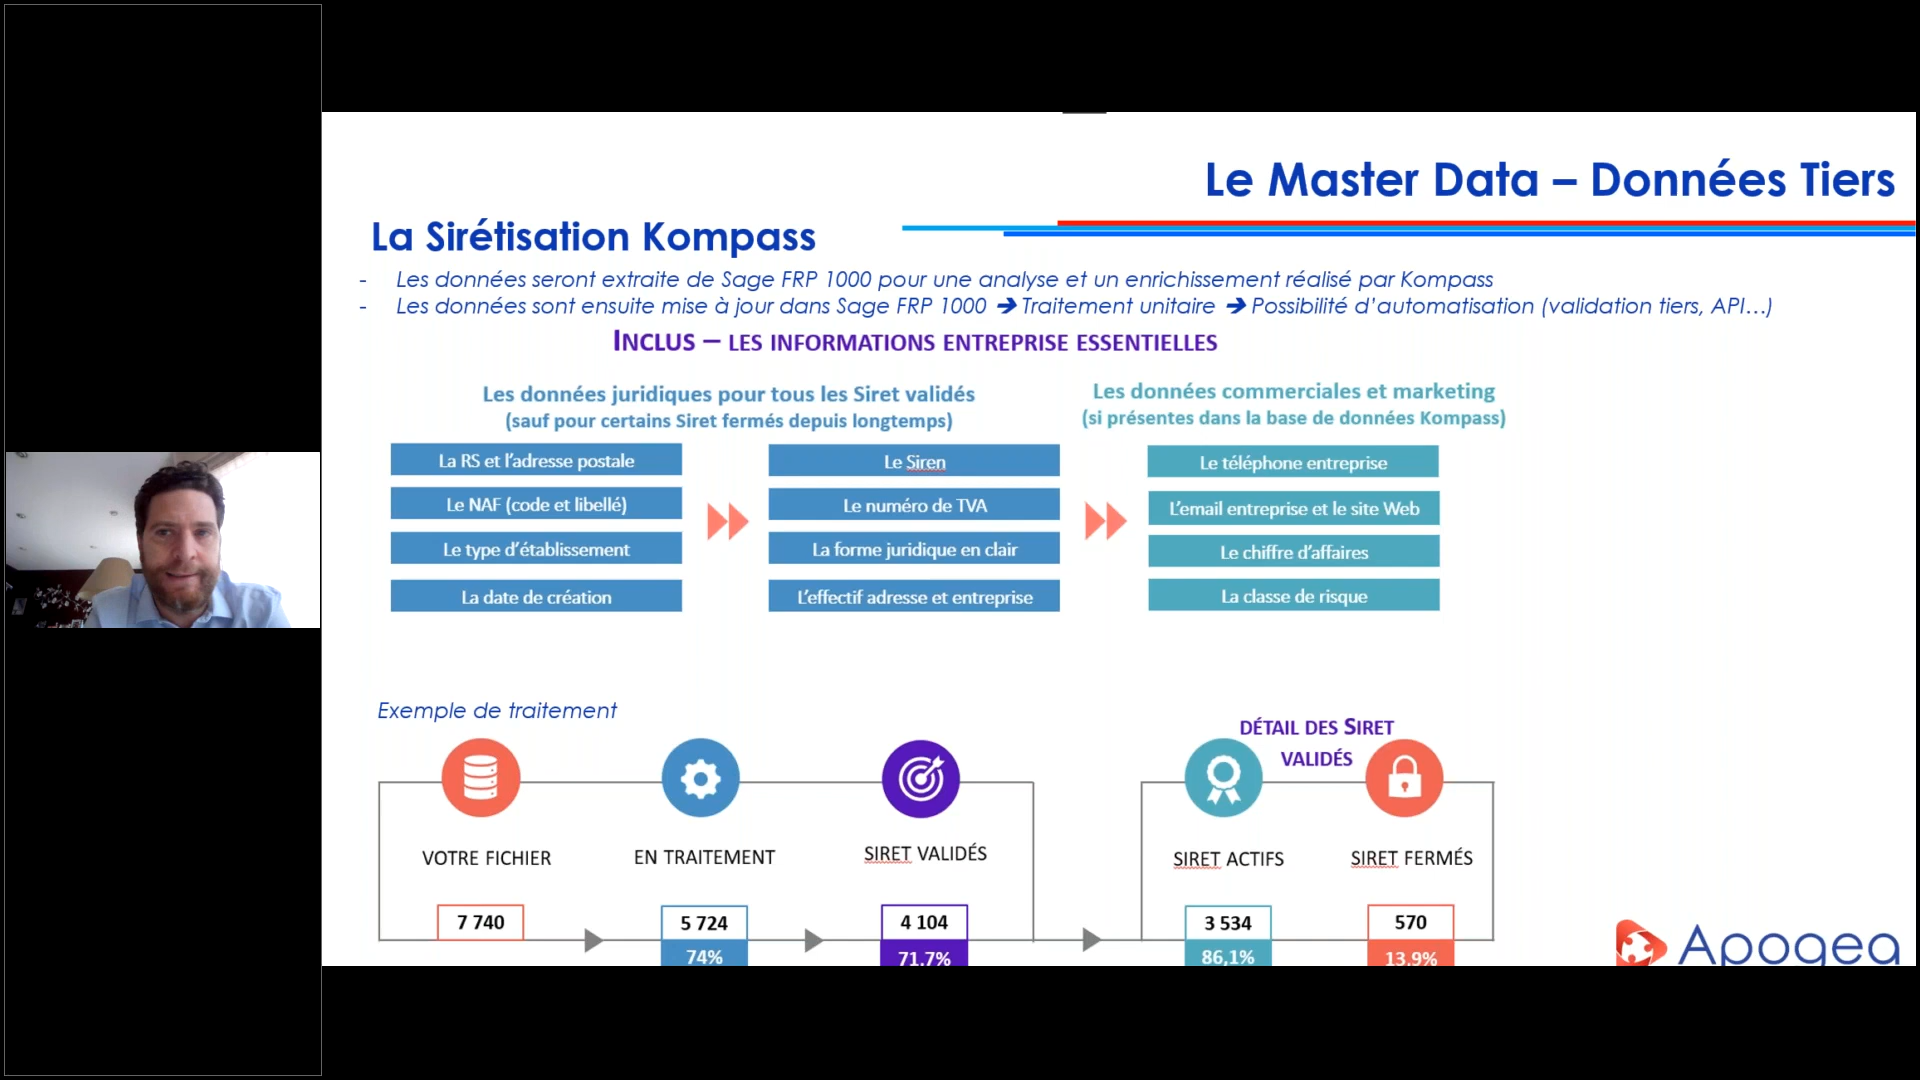 Le Master Data – Données Tiers
La Sirétisation Kompass
- Les données seront extraite de Sage FRP 1000 pour une analyse et un enrichissement réalisé par Kompass
- Les données sont ensuite mise à jour dans Sage FRP 1000 ➔ Traitement unitaire ➔ Possibilité d’automatisation (validation tiers, API…)
INCLUS – LES INFORMATIONS ENTREPRISE ESSENTIELLES
Les données juridiques pour tous les Siret validés
(sauf pour certains Siret fermés depuis longtemps)
La RS et l’adresse postale
Le NAF (code et libellé)
Le type d’établissement
La date de création
Le Siren
Le numéro de TVA
La forme juridique en clair
L’effectif adresse et entreprise
Les données commerciales et marketing
(si présentes dans la base de données Kompass)
Le téléphone entreprise
L’email entreprise et le site Web
Le chiffre d’affaires
La classe de risque
Exemple de traitement
VOTRE FICHIER
7 740
EN TRAITEMENT
5 724
74%
SIRET VALIDÉS
4 104
71,7%
DÉTAIL DES SIRET
VALIDÉS
SIRET ACTIFS
3 534
86,1%
SIRET FERMÉS
570
13,9%
Apogea